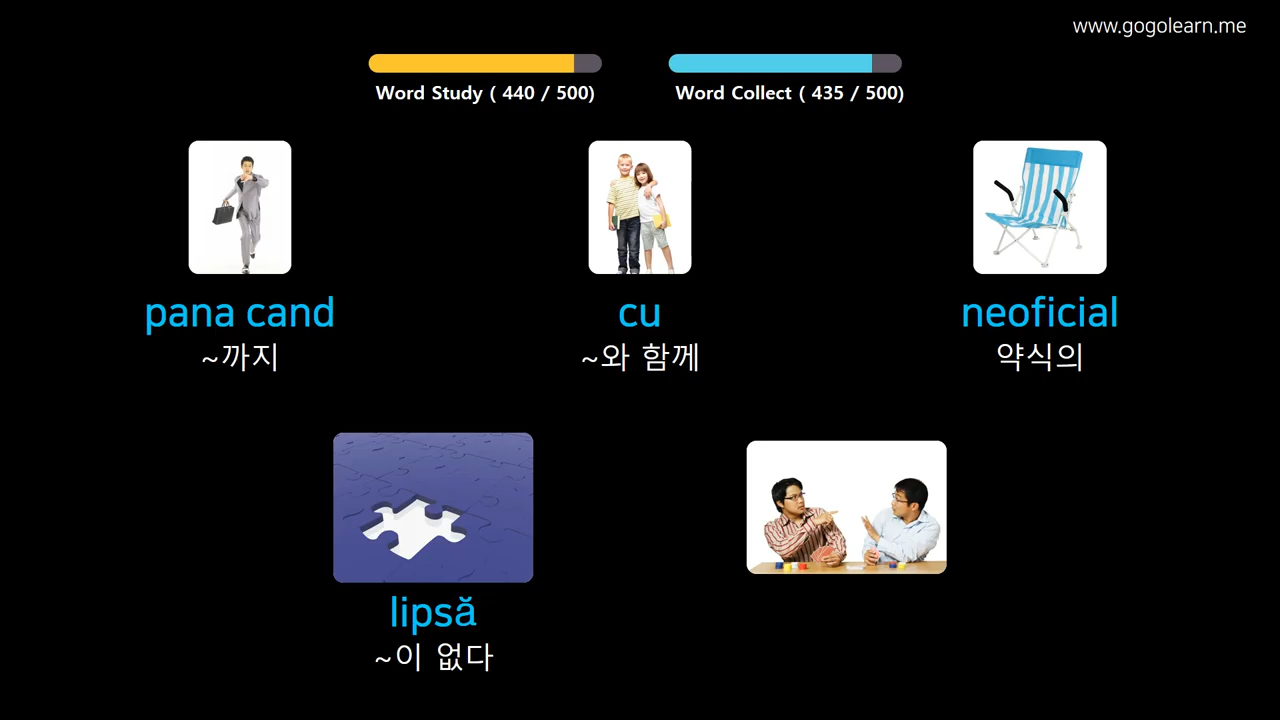 www.gogolearn.me
Word Study ( 440 / 500)
Word Collect ( 435 / 500)
pana cand
~까지
cu
~와 함께
neoficial
약식의
lipsă
~이 없다